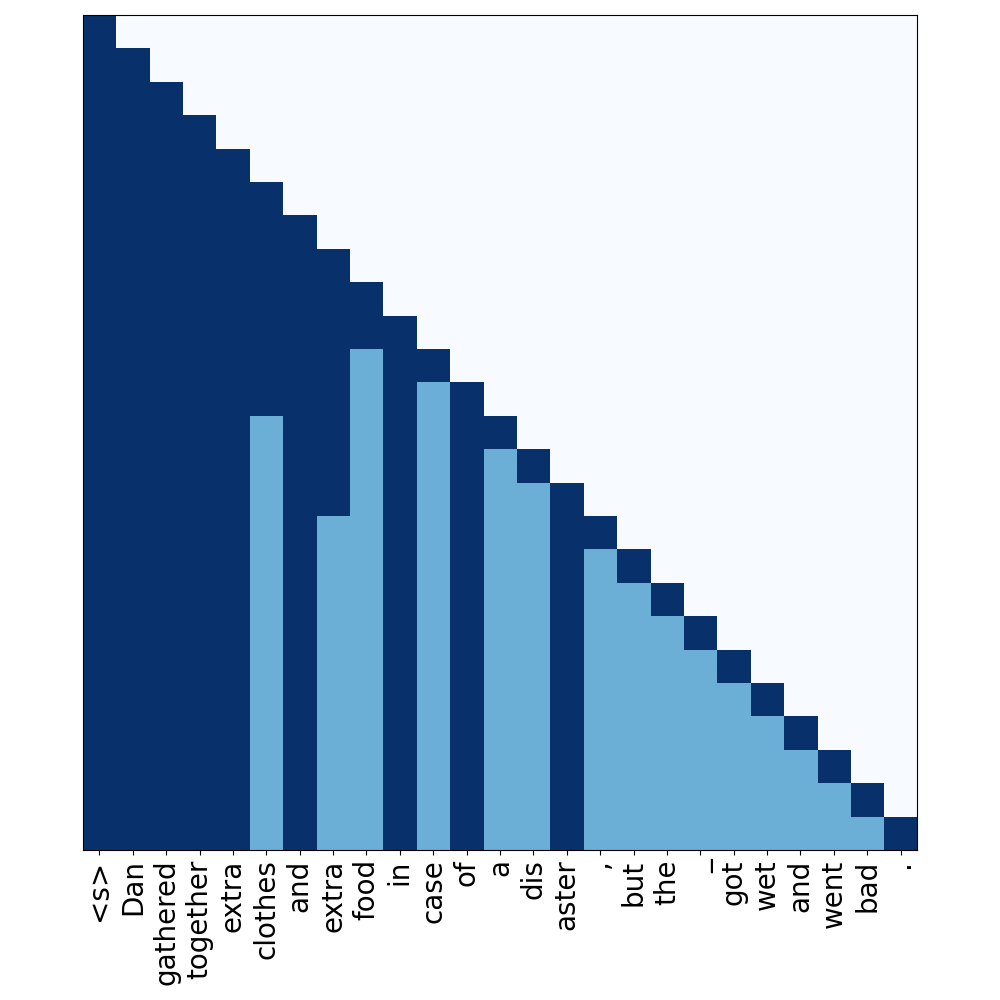 <s> Dan gathered together extra clothes and extra food in case of a dis aster , but the _ got wet and went bad .